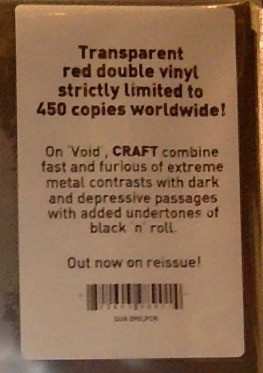 Transparent
red double vinyl
strictly limited to
450 copies worldwide!
On 'Void', CRAFT combine
fast and furious of extreme
metal contrasts with dark
and depressive passages
with added undertones of
black 'n' roll.
Out now on reissue!